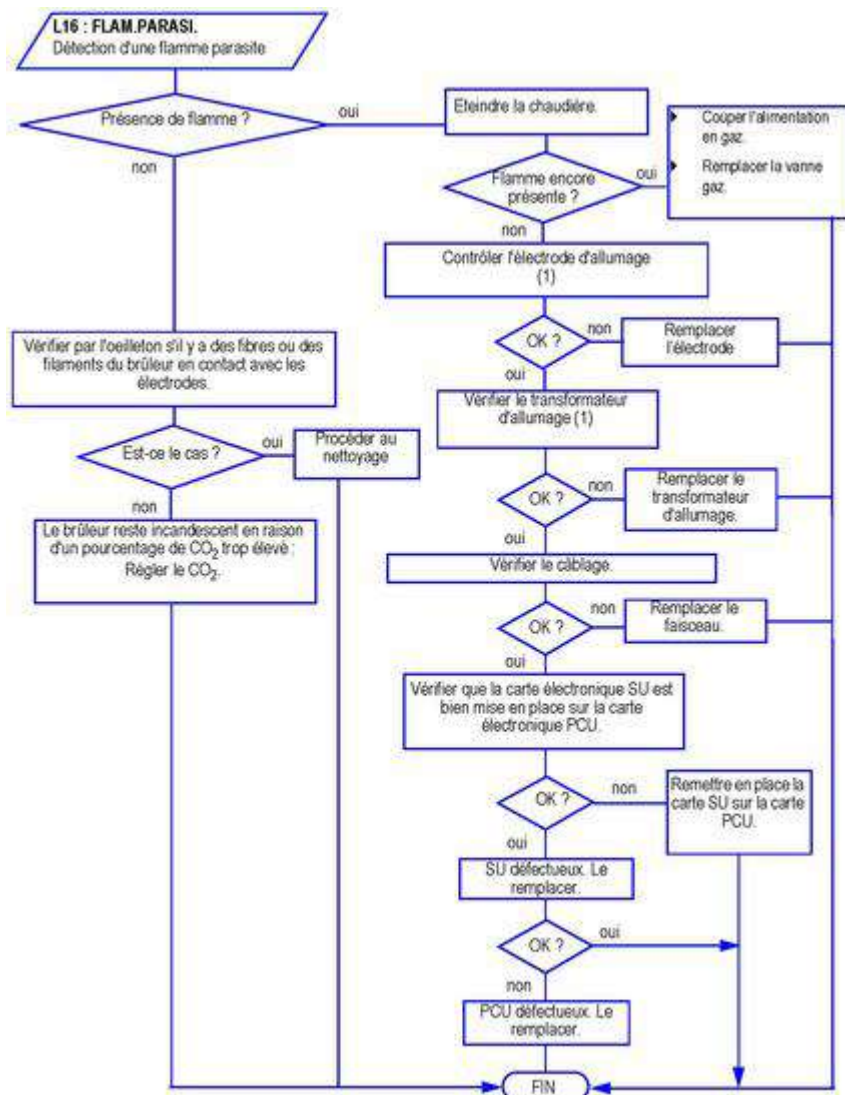 L16 : FLAM.PARASI.
Détection d'une flamme parasite
Présence de flamme ?
oui
non
Eteindre la chaudière.
Flamme encore
présente ?
oui
non
Couper l'alimentation
en gaz.
Remplacer la vanne
gaz.
Contrôler l'électrode d'allumage
(1)
OK ?
non
oui
Remplacer
l'électrode
Vérifier par l'oeilleton s'il y a des fibres ou des
filaments du brûleur en contact avec les
électrodes.
Est-ce le cas ?
oui
non
Procéder au
nettoyage
Le brûleur reste incandescent en raison
d'un pourcentage de CO2 trop élevé :
Régler le CO2.
Vérifier le transformateur
d'allumage (1)
OK ?
non
oui
Remplacer le
transformateur
d'allumage.
Vérifier le câblage.
OK ?
non
oui
Remplacer le
faisceau.
Vérifier que la carte électronique SU est
bien mise en place sur la carte
électronique PCU.
OK ?
non
oui
Remettre en place la
carte SU sur la carte
PCU.
SU défectueux. Le
remplacer.
OK ?
oui
non
PCU défectueux. Le
remplacer.
FIN